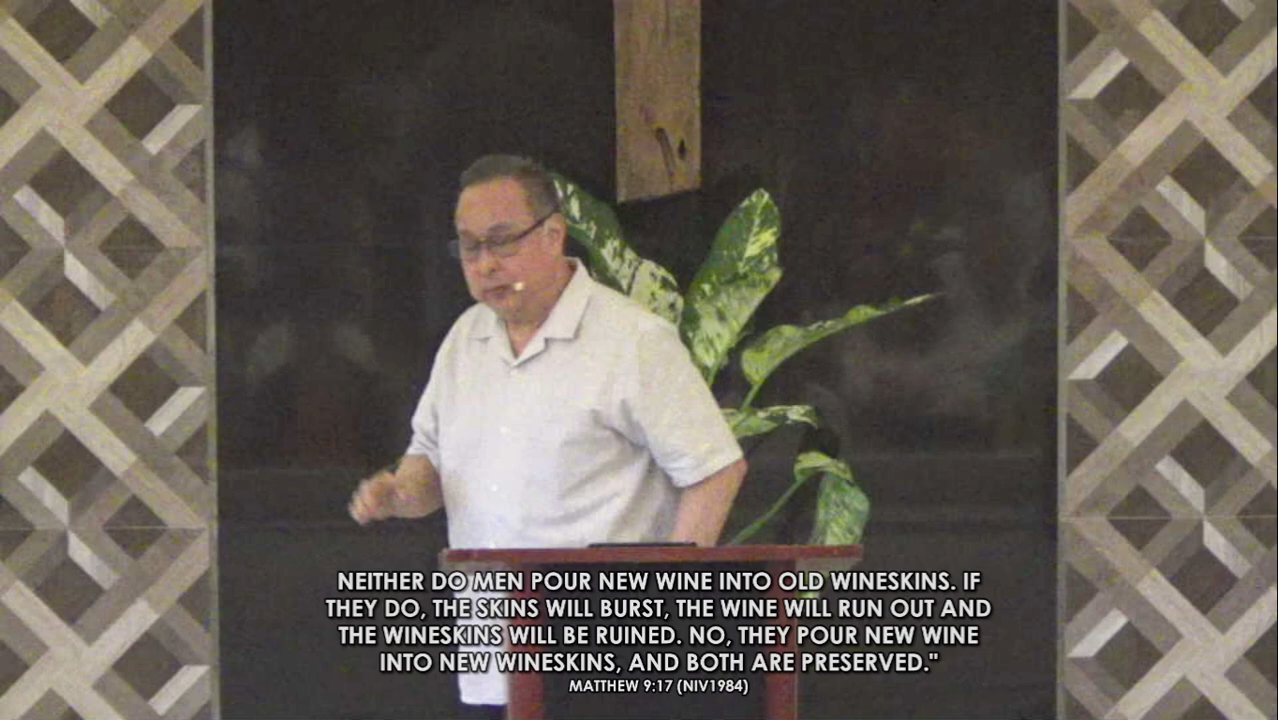 NEITHER DO MEN POUR NEW WINE INTO OLD WINESKINS. IF
THEY DO, THE SKINS WILL BURST, THE WINE WILL RUN OUT AND
THE WINESKINS WILL BE RUINED. NO, THEY POUR NEW WINE
INTO NEW WINESKINS, AND BOTH ARE PRESERVED."
MATTHEW 9:17 (NIV1984)